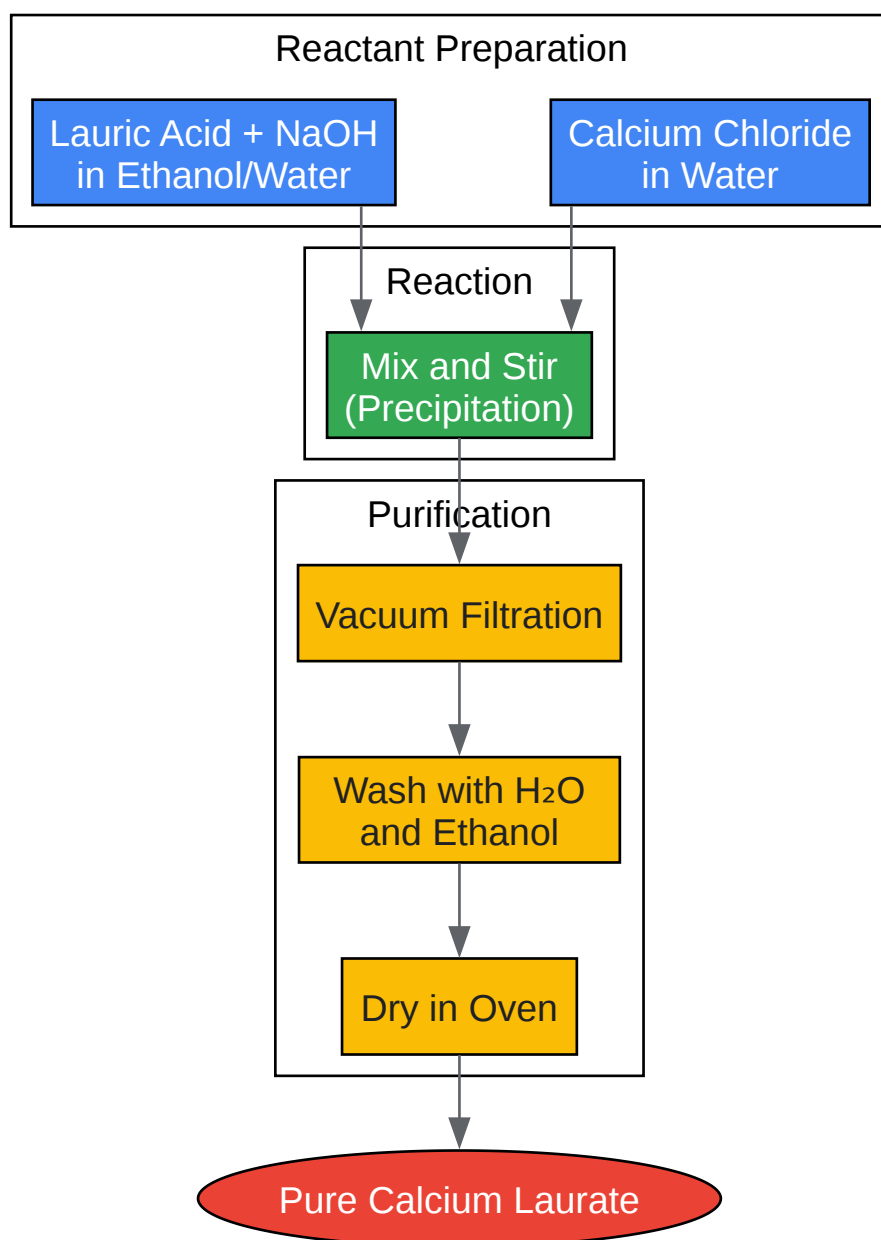 Reactant Preparation
Lauric Acid + NaOH
in Ethanol/Water
Calcium Chloride
in Water
Reaction
Mix and Stir
(Precipitation)
Purification
Vacuum Filtration
Wash with H₂O
and Ethanol
Dry in Oven
Pure Calcium Laurate